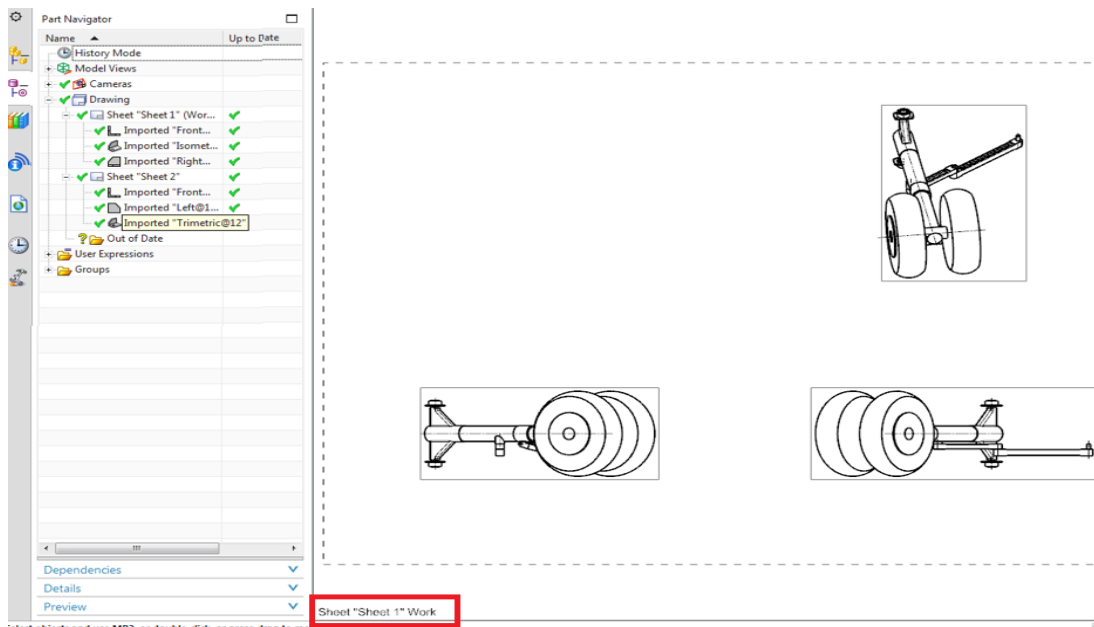 Part Navigator
Name Up to Date
History Mode
Model Views
Cameras
Drawing
Sheet "Sheet 1" (Wor...
Imported "Front...
Imported "Isomet...
Imported "Right...
Sheet "Sheet 2"
Imported "Front...
Imported "Left@1...
Imported "Trimetric@12"
Out of Date
User Expressions
Groups
Dependencies
Details
Preview
Sheet "Sheet 1" Work